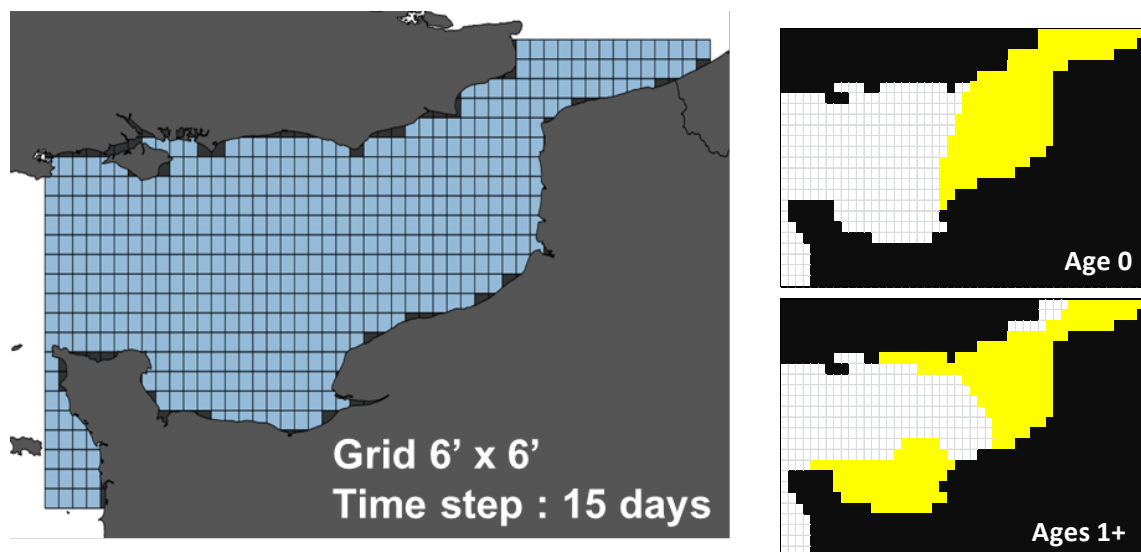 Grid 6’ x 6’
Time step : 15 days
Age 0
Ages 1+